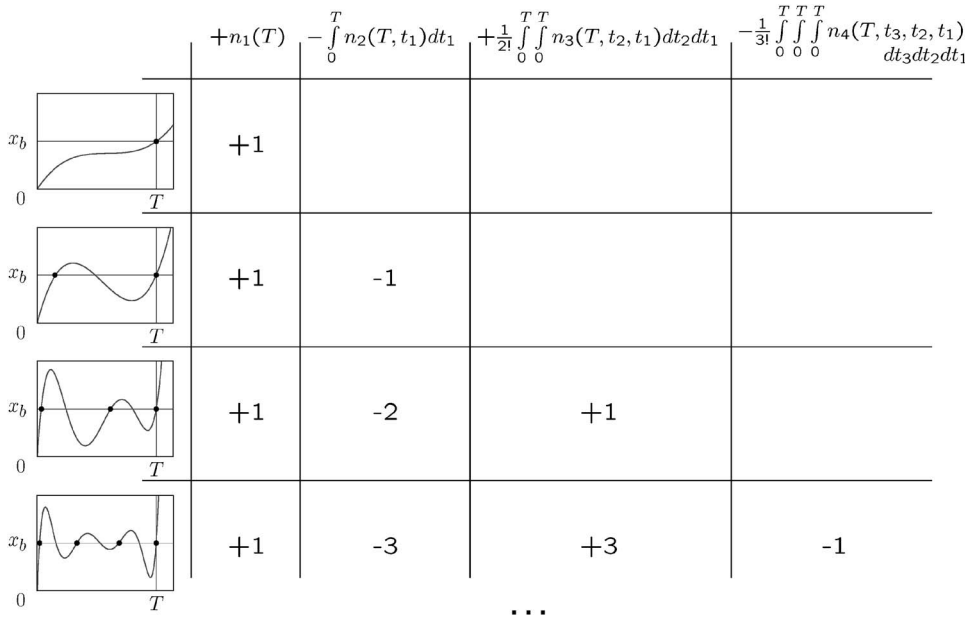 +n₁(T) −∫₀ᵀ n₂(T, t₁)dt₁ +1/2! ∫₀ᵀ ∫₀ᵀ n₃(T, t₂, t₁)dt₂dt₁ −1/3! ∫₀ᵀ ∫₀ᵀ ∫₀ᵀ n₄(T, t₃, t₂, t₁)
dt₃dt₂dt₁
x_b +1
0 T
x_b +1 -1
0 T
x_b +1 -2 +1
0 T
x_b +1 -3 +3 -1
0 T
...